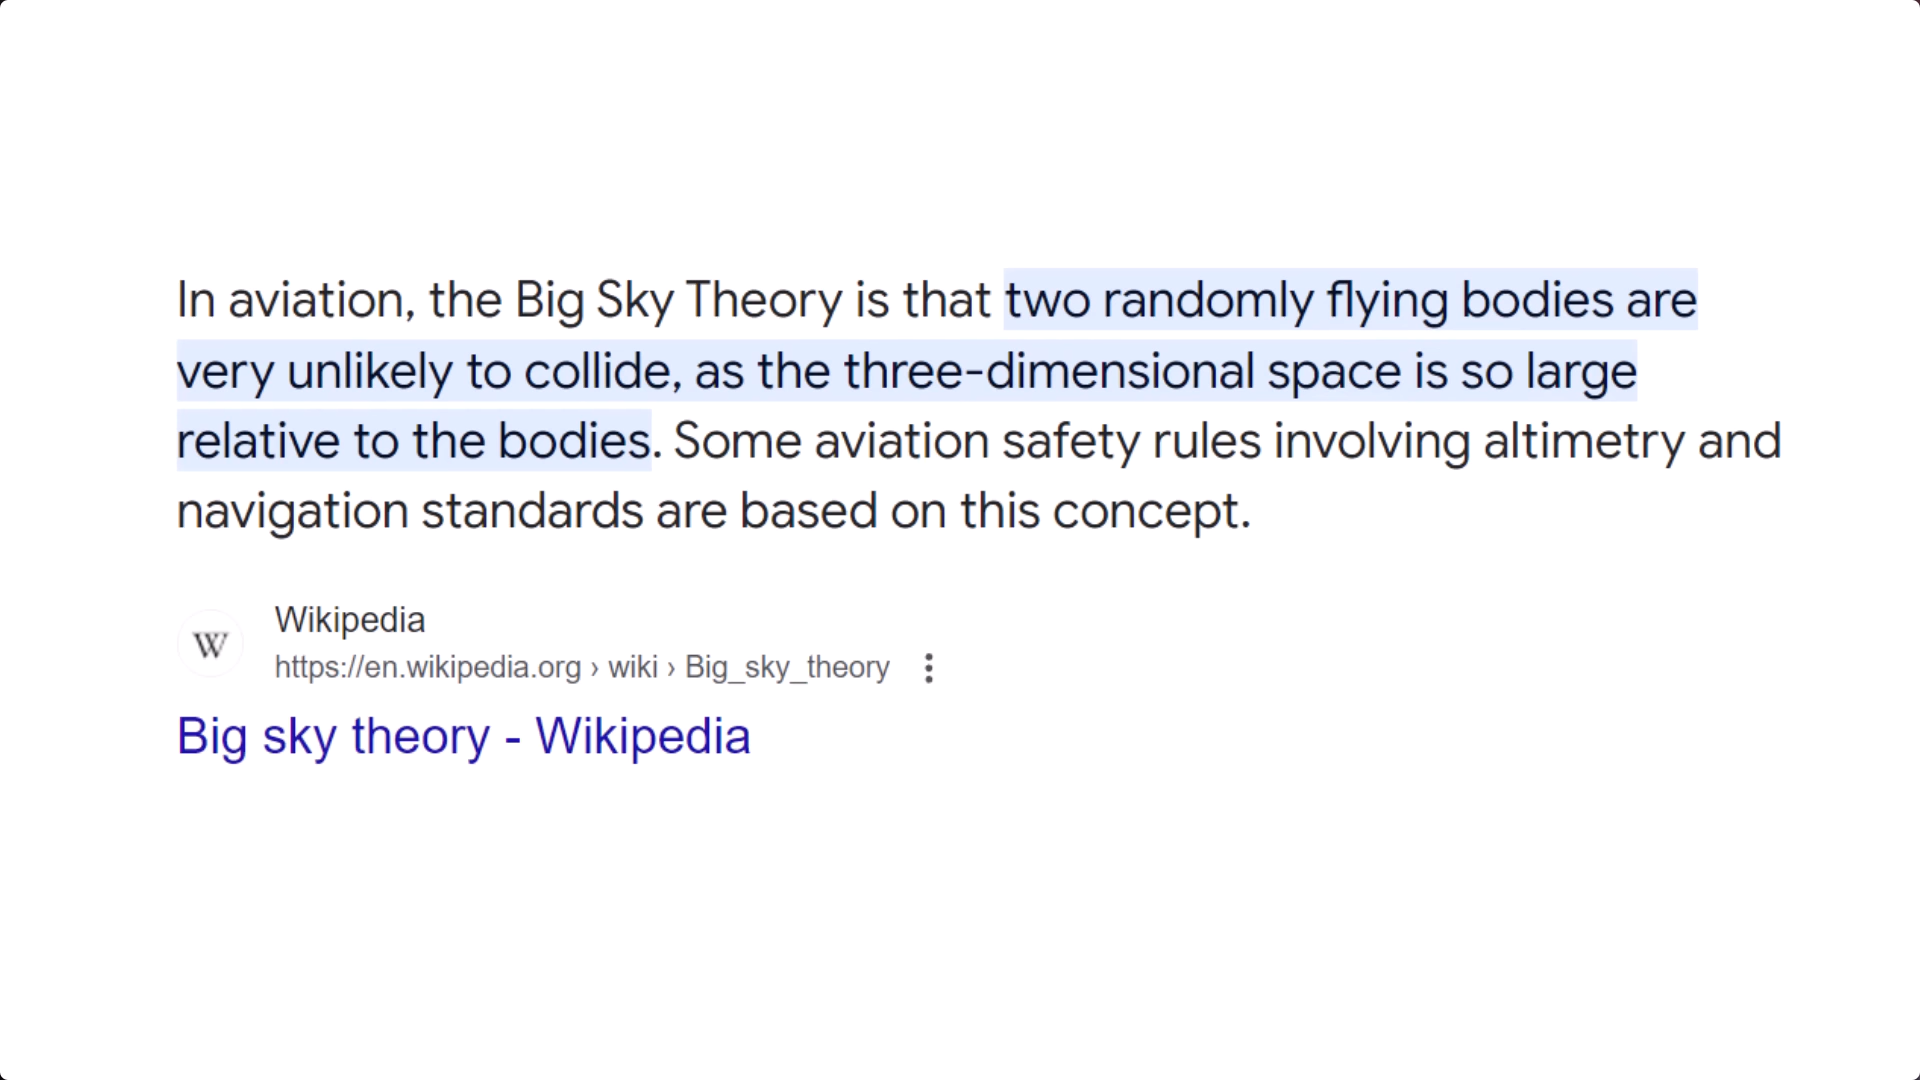 In aviation, the Big Sky Theory is that two randomly flying bodies are
very unlikely to collide, as the three-dimensional space is so large
relative to the bodies. Some aviation safety rules involving altimetry and
navigation standards are based on this concept.
W
Wikipedia
https://en.wikipedia.org › wiki › Big_sky_theory
Big sky theory - Wikipedia